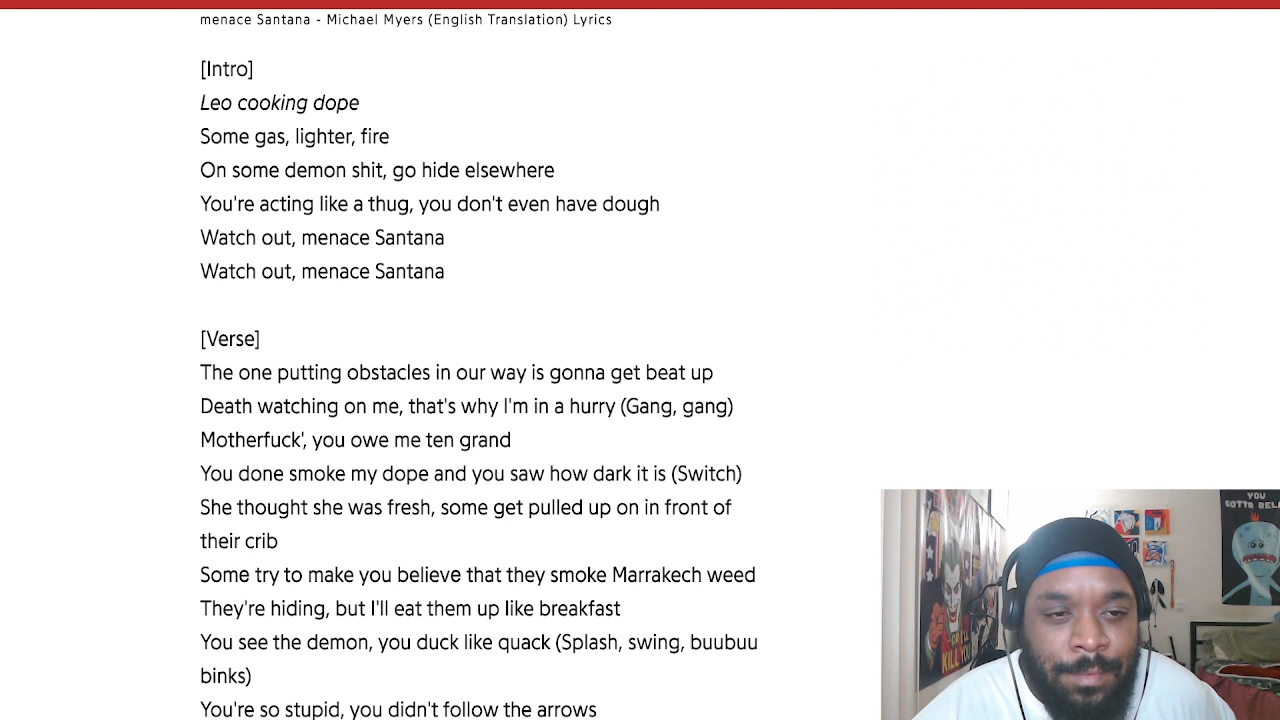 menace Santana - Michael Myers (English Translation) Lyrics
[Intro]
Leo cooking dope
Some gas, lighter, fire
On some demon shit, go hide elsewhere
You're acting like a thug, you don't even have dough
Watch out, menace Santana
Watch out, menace Santana
[Verse]
The one putting obstacles in our way is gonna get beat up
Death watching on me, that's why I'm in a hurry (Gang, gang)
Motherfuck', you owe me ten grand
You done smoke my dope and you saw how dark it is (Switch)
She thought she was fresh, some get pulled up on in front of
their crib
Some try to make you believe that they smoke Marrakech weed
They're hiding, but I'll eat them up like breakfast
You see the demon, you duck like quack (Splash, swing, buubuu
binks)
You're so stupid, you didn't follow the arrows
YOU
GOTTA RELA
KILL YOU